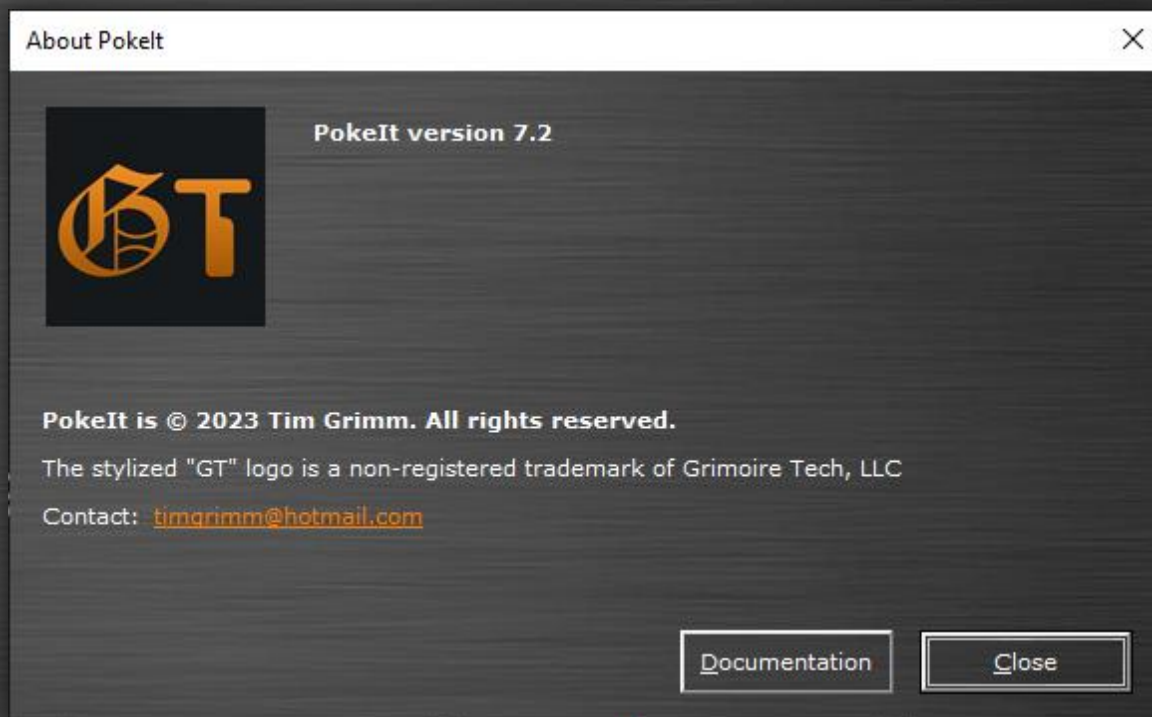 About PokeIt
GT
PokeIt version 7.2
PokeIt is © 2023 Tim Grimm. All rights reserved.
The stylized "GT" logo is a non-registered trademark of Grimoire Tech, LLC
Contact: timgrimm@hotmail.com
Documentation
Close